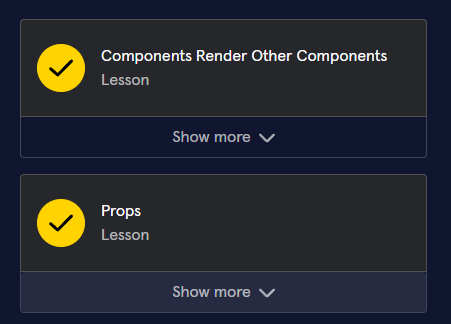 Components Render Other Components
Lesson
Show more
Props
Lesson
Show more